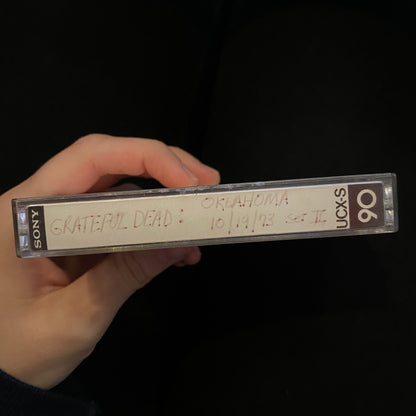 SONY
GRATEFUL DEAD:
OKLAHOMA
10/19/73 Set II
UCX-S
90